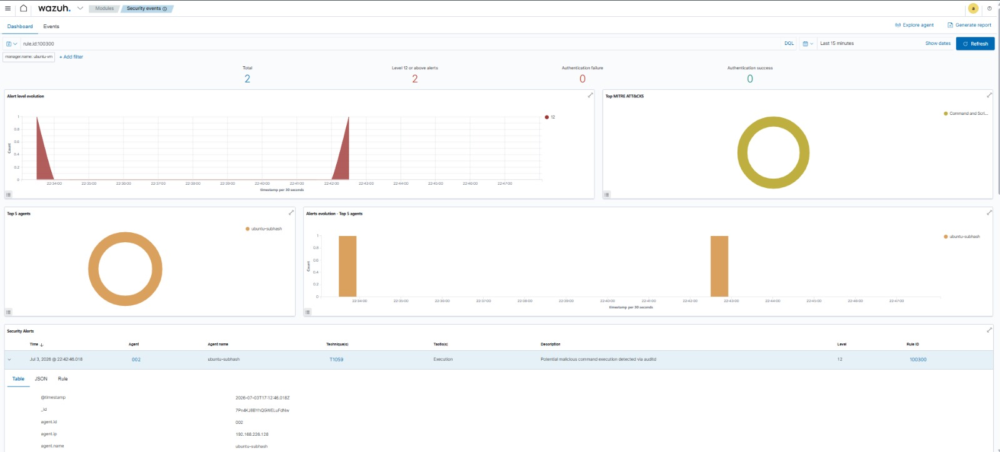 wazuh. Modules Security events a
Dashboard Events Explore agent Generate report
rule.id:100300 DQL Last 15 minutes Show dates Refresh
manager.name: ubuntu-vm + Add filter
Total Level 12 or above alerts Authentication failure Authentication success
2 2 0 0
Alert level evolution
1
0.8
0.6
0.4
0.2
0
Count
22:34:00 22:35:00 22:36:00 22:37:00 22:38:00 22:39:00 22:40:00 22:41:00 22:42:00 22:43:00 22:44:00 22:45:00 22:46:00 22:47:00
timestamp per 30 seconds
12
Top MITRE ATT&CKS
Command and Scri...
Top 5 agents
ubuntu-subhash
Alerts evolution - Top 5 agents
1
0.8
0.6
0.4
0.2
0
Count
22:34:00 22:35:00 22:36:00 22:37:00 22:38:00 22:39:00 22:40:00 22:41:00 22:42:00 22:43:00 22:44:00 22:45:00 22:46:00 22:47:00
timestamp per 30 seconds
ubuntu-subhash
Security Alerts
Time Agent Agent name Technique(s) Tactic(s) Description Level Rule ID
Jul 3, 2026 @ 22:42:46.018 002 ubuntu-subhash T1059 Execution Potential malicious command execution detected via auditd 12 100300
Table JSON Rule
@timestamp 2026-07-03T17:12:46.018Z
_id 7Pn4KJ8BYhQGWELuFdNw
agent.id 002
agent.ip 192.168.226.128
agent.name ubuntu-subhash